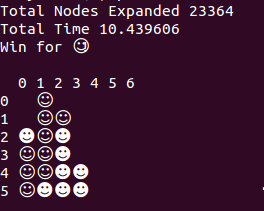 Total Nodes Expanded 23364
Total Time 10.439606
Win for ☺
0 1 2 3 4 5 6
0 ☺
1 ☺ ☺
2 ☻ ☺ ☻
3 ☺ ☺ ☻
4 ☺ ☺ ☻ ☻
5 ☺ ☻ ☻ ☻